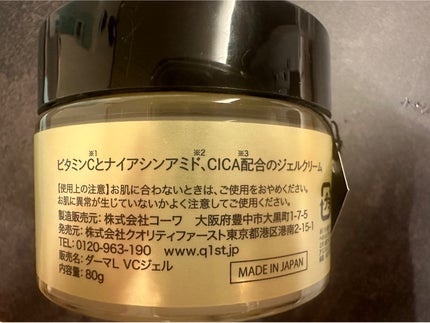 ※1 ※2 ※3
ビタミンCとナイアシンアミド、CICA配合のジェルクリーム
【使用上の注意】お肌に合わないときは、ご使用をおやめください。
お肌に異常が生じていないかよく注意してご使用ください。
製造販売元：株式会社コーワ 大阪府豊中市大黒町1-7-5
発売元：株式会社クオリティファースト東京都港区港南2-15-1
TEL：0120-963-190 www.q1st.jp
販売名：ダーマL VCジェル
内容量：80g
MADE IN JAPAN